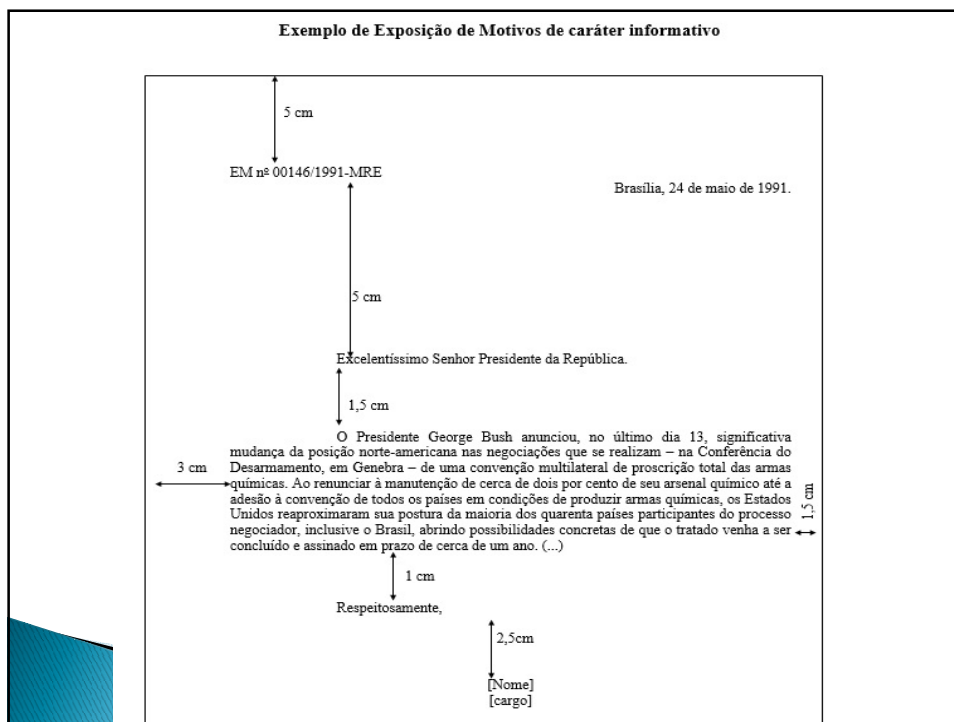 Exemplo de Exposição de Motivos de caráter informativo
5 cm
EM nº 00146/1991-MRE
Brasília, 24 de maio de 1991.
5 cm
Excelentíssimo Senhor Presidente da República.
1,5 cm
O Presidente George Bush anunciou, no último dia 13, significativa
mudança da posição norte-americana nas negociações que se realizam – na Conferência do
Desarmamento, em Genebra – de uma convenção multilateral de proscrição total das armas
químicas. Ao renunciar à manutenção de cerca de dois por cento de seu arsenal químico até a
adesão à convenção de todos os países em condições de produzir armas químicas, os Estados
Unidos reaproximaram sua postura da maioria dos quarenta países participantes do processo
negociador, inclusive o Brasil, abrindo possibilidades concretas de que o tratado venha a ser
concluído e assinado em prazo de cerca de um ano. (...)
3 cm
1,5 cm
1 cm
Respeitosamente,
2,5cm
[Nome]
[cargo]